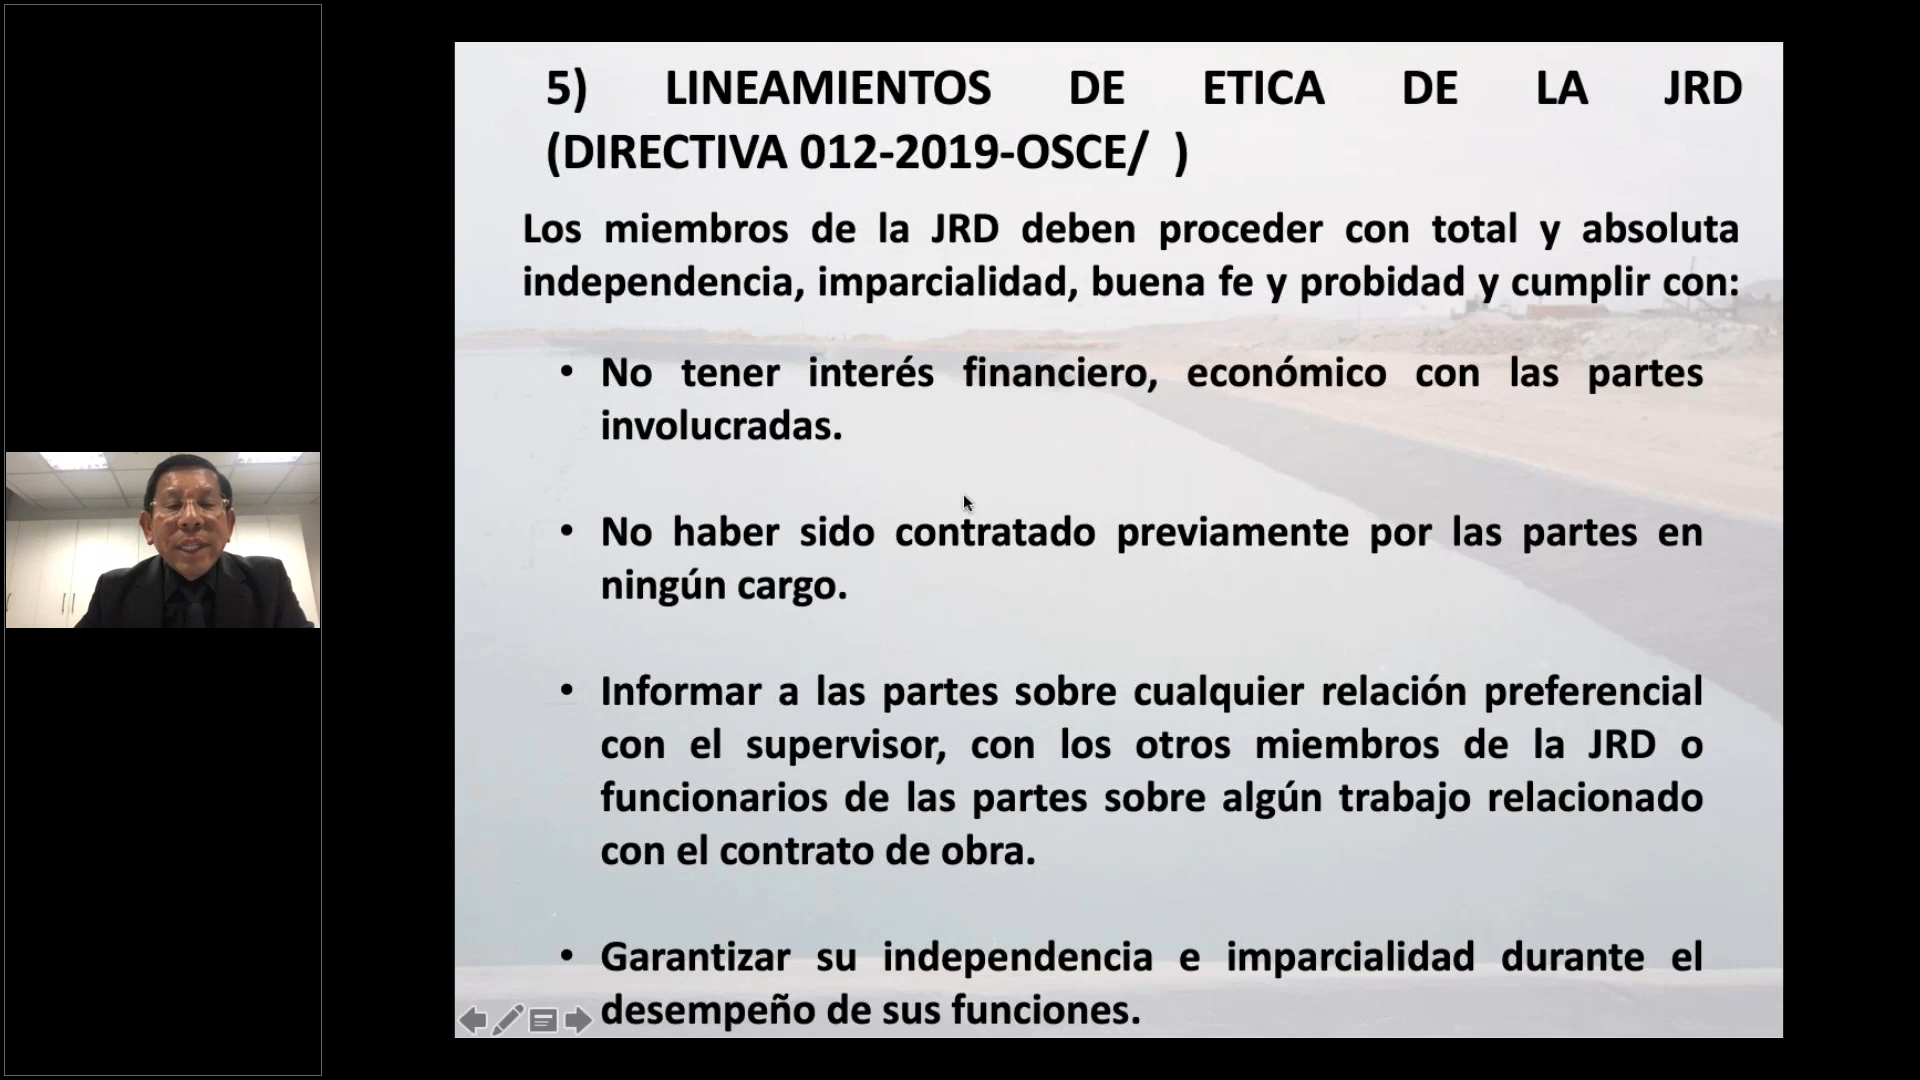 5) LINEAMIENTOS DE ETICA DE LA JRD
(DIRECTIVA 012-2019-OSCE/ )
Los miembros de la JRD deben proceder con total y absoluta
independencia, imparcialidad, buena fe y probidad y cumplir con:
• No tener interés financiero, económico con las partes
involucradas.
• No haber sido contratado previamente por las partes en
ningún cargo.
• Informar a las partes sobre cualquier relación preferencial
con el supervisor, con los otros miembros de la JRD o
funcionarios de las partes sobre algún trabajo relacionado
con el contrato de obra.
• Garantizar su independencia e imparcialidad durante el
desempeño de sus funciones.